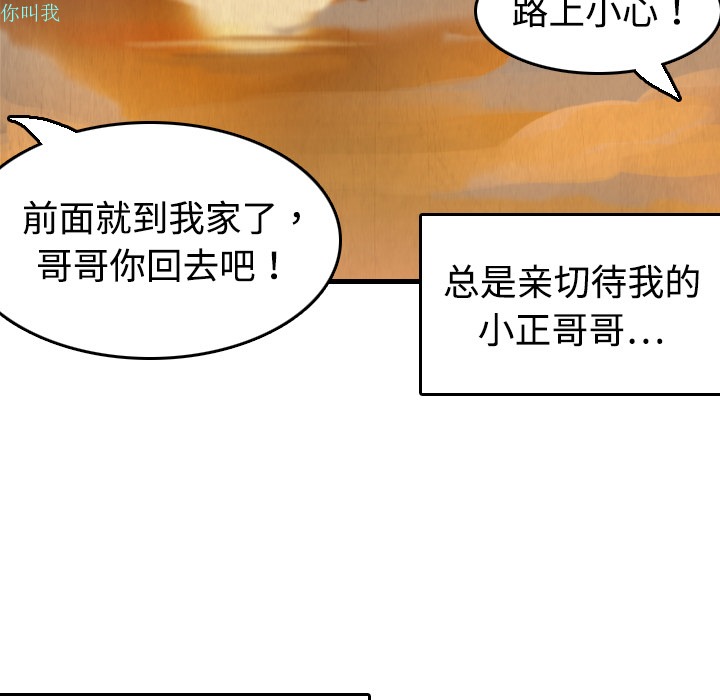 你叫我
路上小心！
前面就到我家了，
哥哥你回去吧！
总是亲切待我的
小正哥哥...